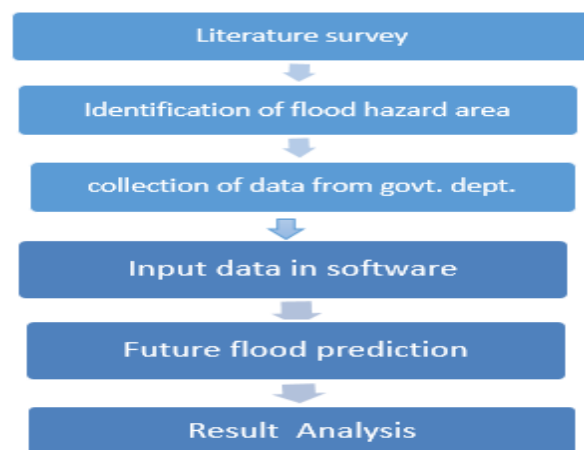 Literature survey
Identification of flood hazard area
collection of data from govt. dept.
Input data in software
Future flood prediction
Result Analysis